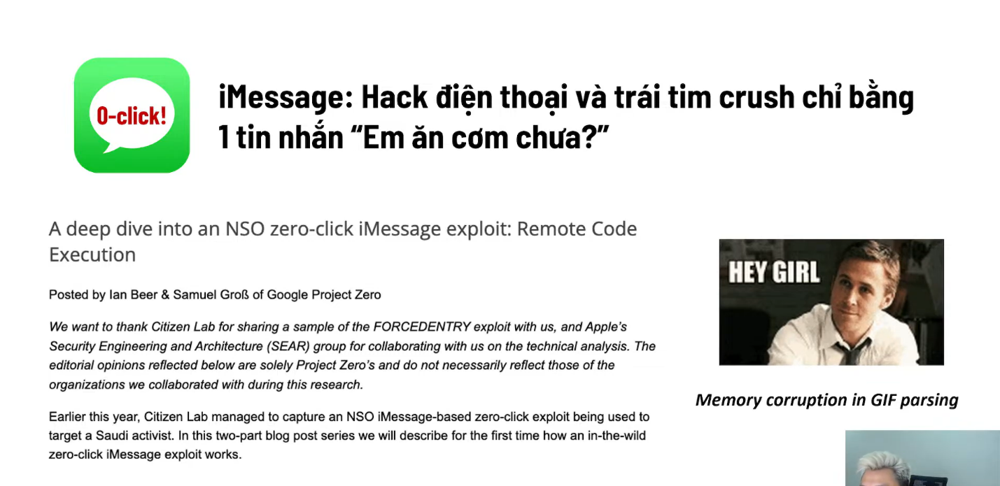 0-click!
iMessage: Hack điện thoại và trái tim crush chỉ bằng
1 tin nhắn “Em ăn cơm chưa?”
A deep dive into an NSO zero-click iMessage exploit: Remote Code
Execution
Posted by Ian Beer & Samuel Groß of Google Project Zero
We want to thank Citizen Lab for sharing a sample of the FORCEDENTRY exploit with us, and Apple’s
Security Engineering and Architecture (SEAR) group for collaborating with us on the technical analysis. The
editorial opinions reflected below are solely Project Zero’s and do not necessarily reflect those of the
organizations we collaborated with during this research.
Earlier this year, Citizen Lab managed to capture an NSO iMessage-based zero-click exploit being used to
target a Saudi activist. In this two-part blog post series we will describe for the first time how an in-the-wild
zero-click iMessage exploit works.
HEY GIRL
Memory corruption in GIF parsing